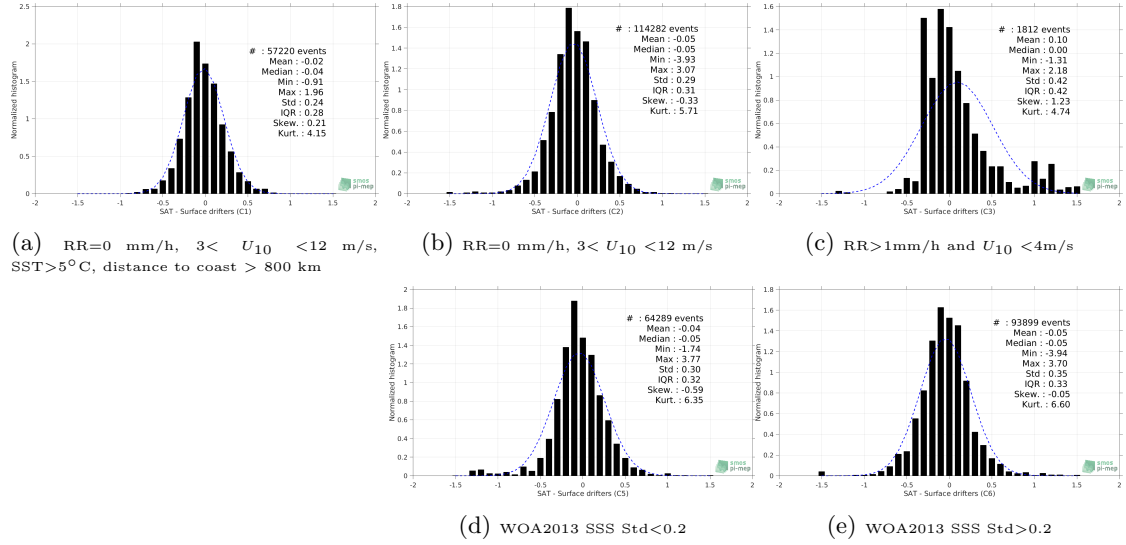 Normalized histogram
2.5
2
1.5
1
0.5
0
-2 -1.5 -1 -0.5 0 0.5 1 1.5 2
SAT - Surface drifters (C1)
# : 57220 events
Mean : -0.02
Median : -0.04
Min : -0.91
Max : 1.96
Std : 0.24
IQR : 0.28
Skew. : 0.21
Kurt. : 4.15
smos
pi-mep
(a) RR=0 mm/h, 3< U10 <12 m/s,
SST>5°C, distance to coast > 800 km
Normalized histogram
1.8
1.6
1.4
1.2
1
0.8
0.6
0.4
0.2
0
-2 -1.5 -1 -0.5 0 0.5 1 1.5 2
SAT - Surface drifters (C2)
# : 114282 events
Mean : -0.05
Median : -0.05
Min : -3.93
Max : 3.07
Std : 0.29
IQR : 0.31
Skew. : -0.33
Kurt. : 5.71
smos
pi-mep
(b) RR=0 mm/h, 3< U10 <12 m/s
Normalized histogram
1.6
1.4
1.2
1
0.8
0.6
0.4
0.2
0
-2 -1.5 -1 -0.5 0 0.5 1 1.5 2
SAT - Surface drifters (C3)
# : 1812 events
Mean : 0.10
Median : 0.00
Min : -1.31
Max : 2.18
Std : 0.42
IQR : 0.42
Skew. : 1.23
Kurt. : 4.74
smos
pi-mep
(c) RR>1mm/h and U10 <4m/s
Normalized histogram
2
1.8
1.6
1.4
1.2
1
0.8
0.6
0.4
0.2
0
-2 -1.5 -1 -0.5 0 0.5 1 1.5 2
SAT - Surface drifters (C5)
# : 64289 events
Mean : -0.04
Median : -0.05
Min : -1.74
Max : 3.77
Std : 0.30
IQR : 0.32
Skew. : -0.59
Kurt. : 6.35
smos
pi-mep
(d) WOA2013 SSS Std<0.2
Normalized histogram
1.8
1.6
1.4
1.2
1
0.8
0.6
0.4
0.2
0
-2 -1.5 -1 -0.5 0 0.5 1 1.5 2
SAT - Surface drifters (C6)
# : 93899 events
Mean : -0.05
Median : -0.05
Min : -3.94
Max : 3.70
Std : 0.35
IQR : 0.33
Skew. : -0.05
Kurt. : 6.60
smos
pi-mep
(e) WOA2013 SSS Std>0.2